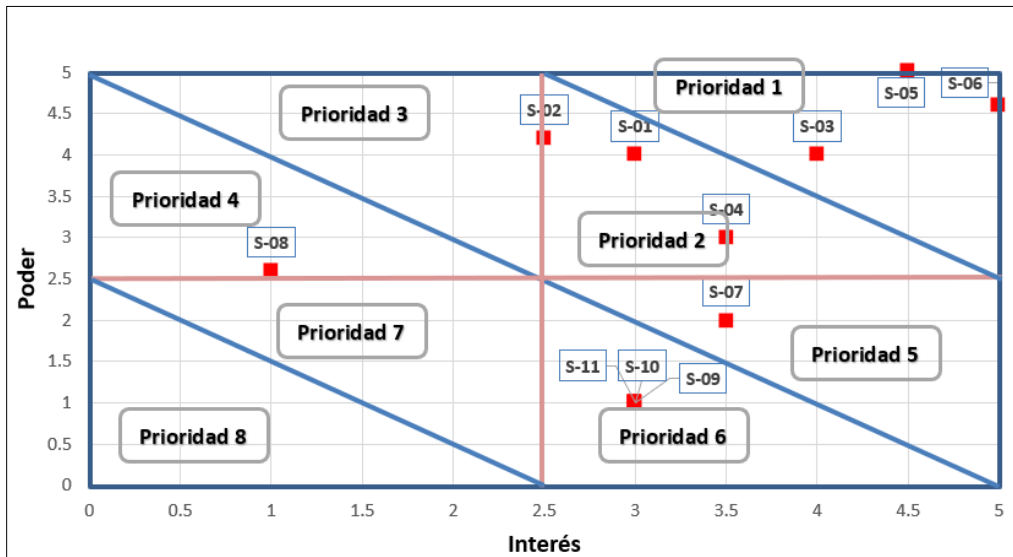 5
Prioridad 1
S-06
S-05
4.5
Prioridad 3
S-02
S-01
S-03
4
3.5
Prioridad 4
S-04
3
S-08
Prioridad 2
2.5
S-07
2
Prioridad 7
Prioridad 5
1.5
S-11
S-10
S-09
1
0.5
Prioridad 8
Prioridad 6
0
Poder
0
0.5
1
1.5
2
2.5
3
3.5
4
4.5
5
Interés